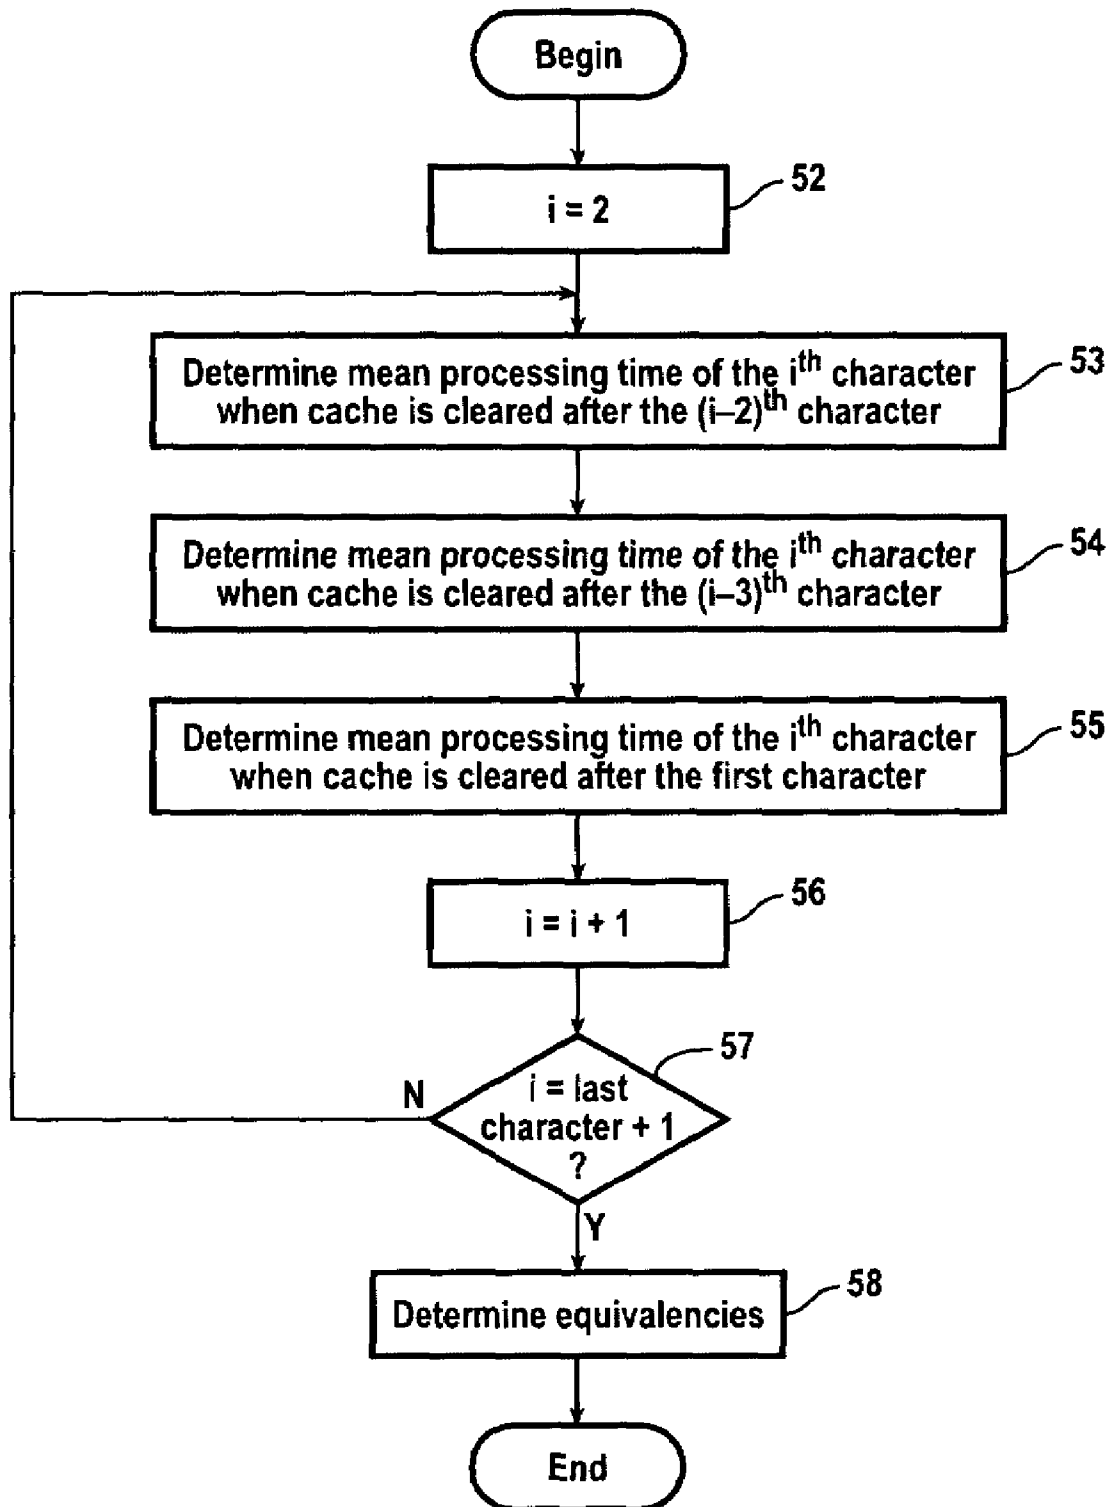 Begin
52
i = 2
53
Determine mean processing time of the iᵗʰ character
when cache is cleared after the (i–2)ᵗʰ character
54
Determine mean processing time of the iᵗʰ character
when cache is cleared after the (i–3)ᵗʰ character
55
Determine mean processing time of the iᵗʰ character
when cache is cleared after the first character
56
i = i + 1
57
N
i = last
character + 1
?
Y
58
Determine equivalencies
End